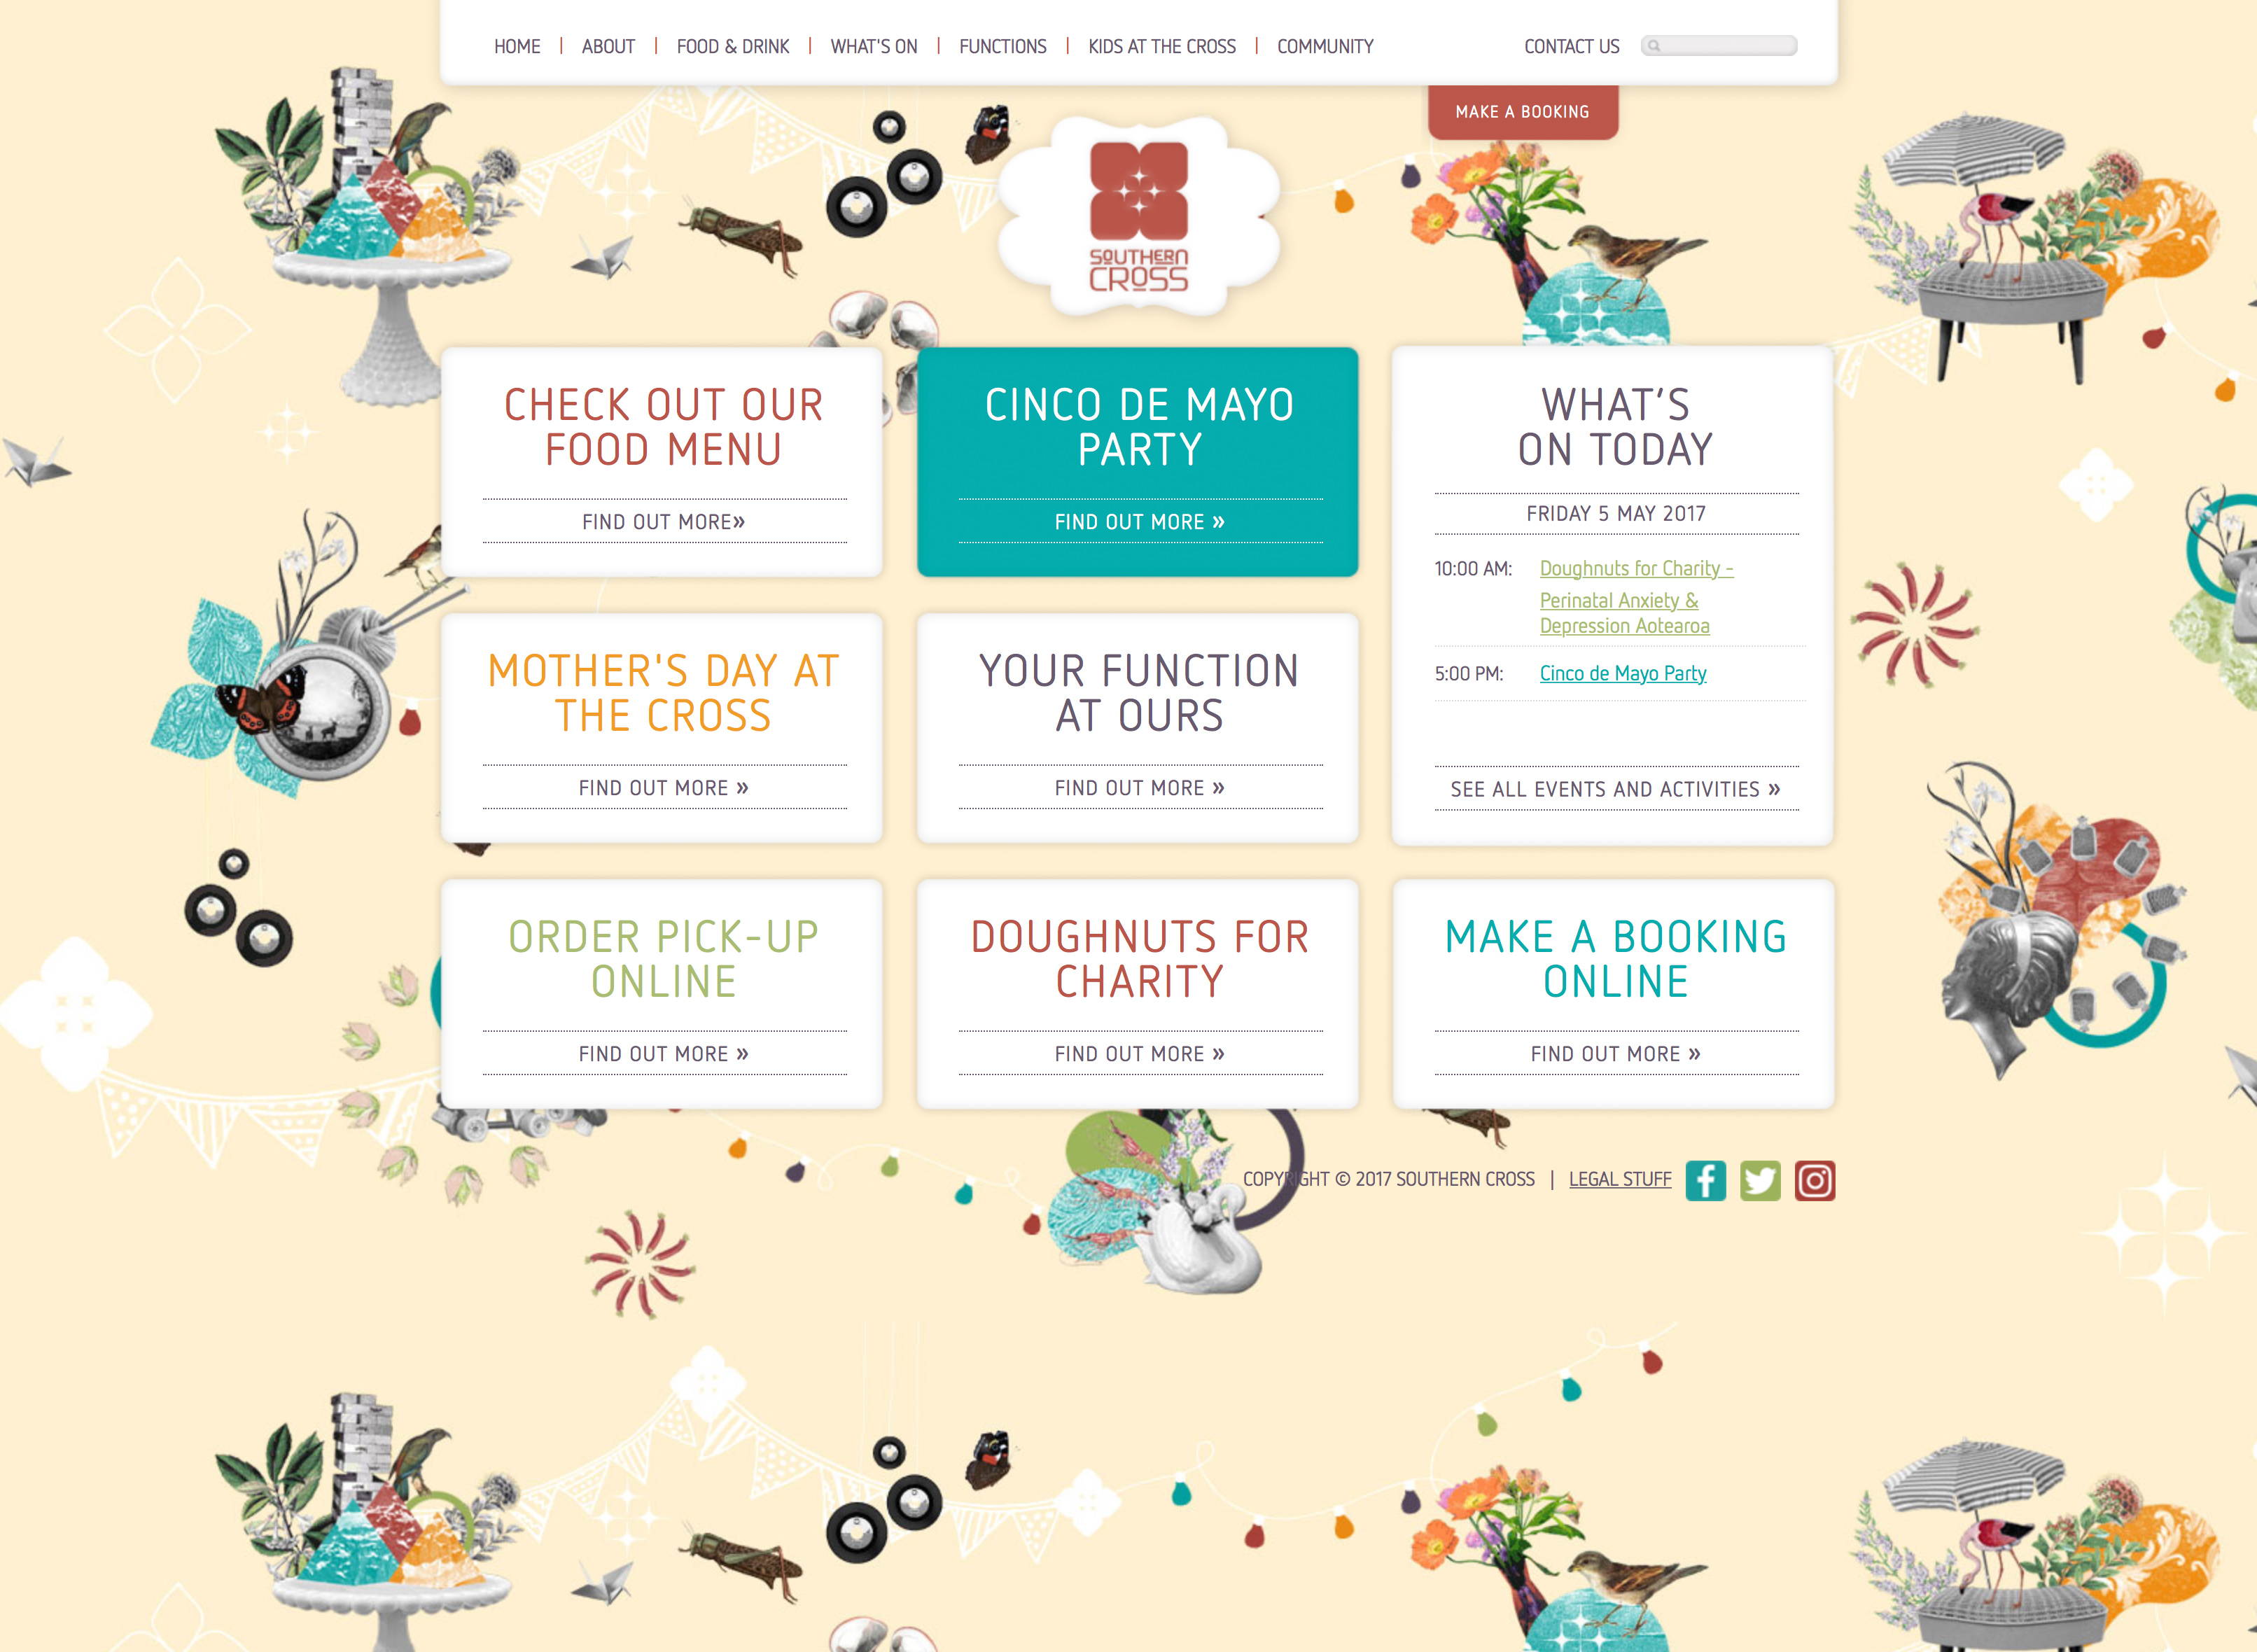 HOME | ABOUT | FOOD & DRINK | WHAT'S ON | FUNCTIONS | KIDS AT THE CROSS | COMMUNITY
CONTACT US
MAKE A BOOKING
SOUTHERN
CROSS
CHECK OUT OUR
FOOD MENU
FIND OUT MORE»
CINCO DE MAYO
PARTY
FIND OUT MORE »
WHAT'S
ON TODAY
FRIDAY 5 MAY 2017
10:00 AM: Doughnuts for Charity -
Perinatal Anxiety &
Depression Aotearoa
5:00 PM: Cinco de Mayo Party
SEE ALL EVENTS AND ACTIVITIES »
MOTHER'S DAY AT
THE CROSS
FIND OUT MORE »
YOUR FUNCTION
AT OURS
FIND OUT MORE »
ORDER PICK-UP
ONLINE
FIND OUT MORE »
DOUGHNUTS FOR
CHARITY
FIND OUT MORE »
MAKE A BOOKING
ONLINE
FIND OUT MORE »
COPYRIGHT © 2017 SOUTHERN CROSS | LEGAL STUFF